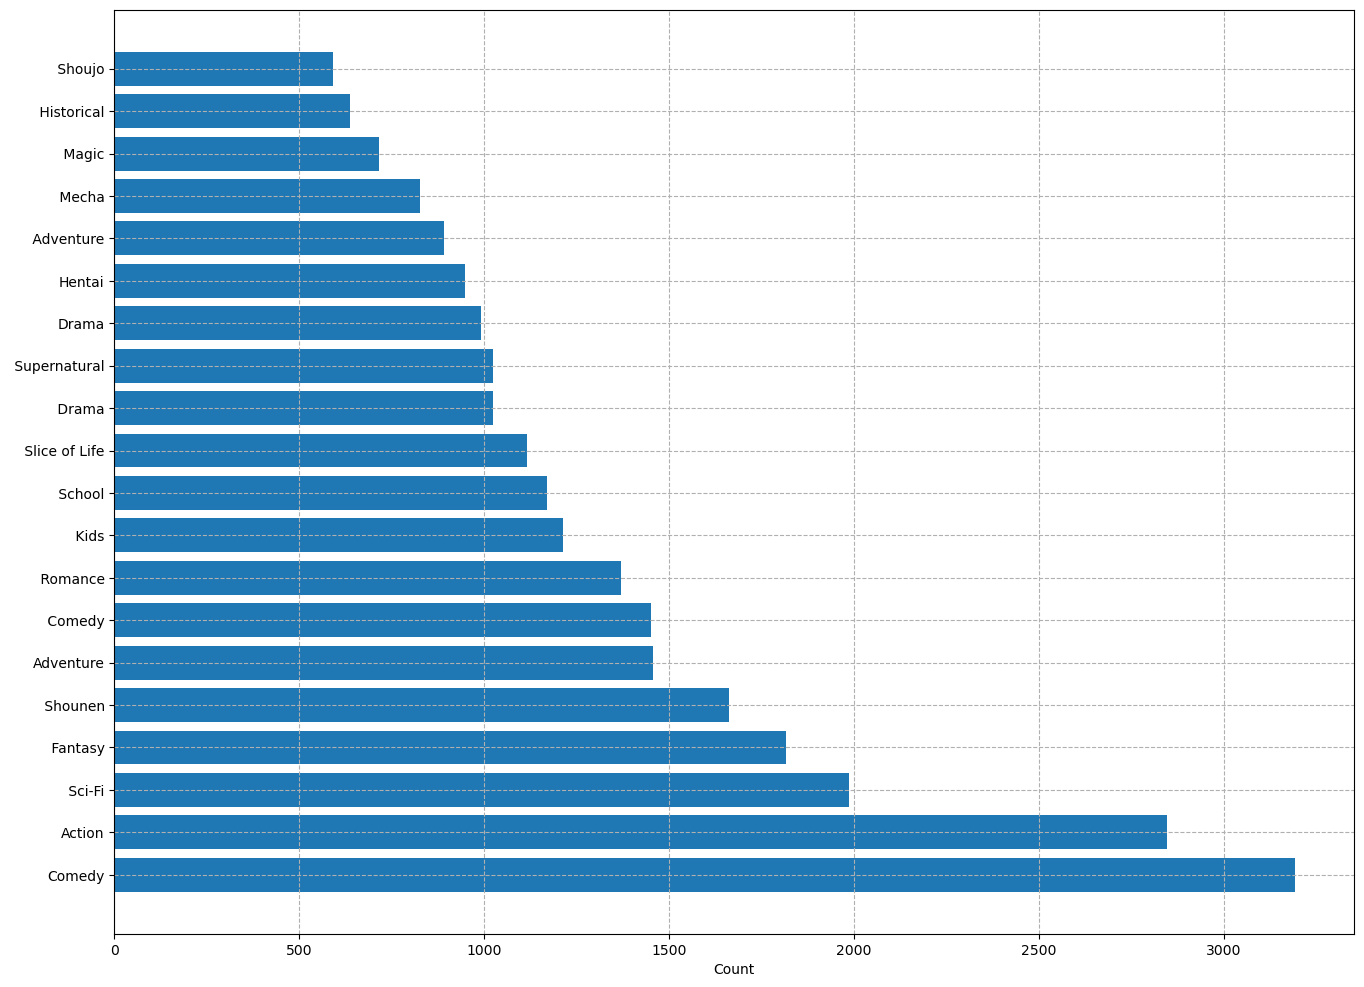 Shoujo
Historical
Magic
Mecha
Adventure
Hentai
Drama
Supernatural
Drama
Slice of Life
School
Kids
Romance
Comedy
Adventure
Shounen
Fantasy
Sci-Fi
Action
Comedy
0 500 1000 1500 2000 2500 3000
Count